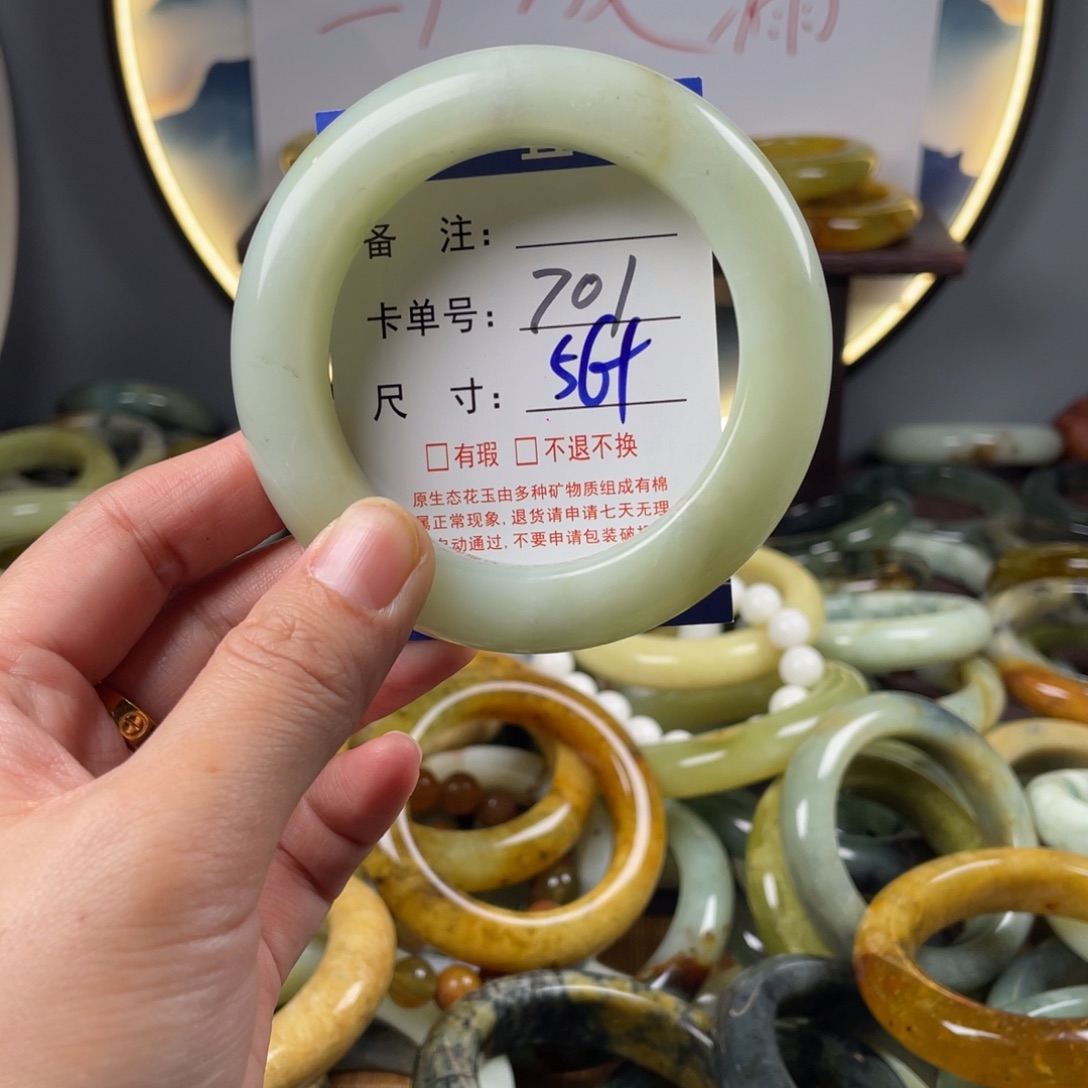 备 注:
卡单号: 701
尺 寸: 56+
□有瑕 □不退不换
原生态花玉由多种矿物质组成有棉
属正常现象,退货请申请七天无理
动通过,不要申请包装破